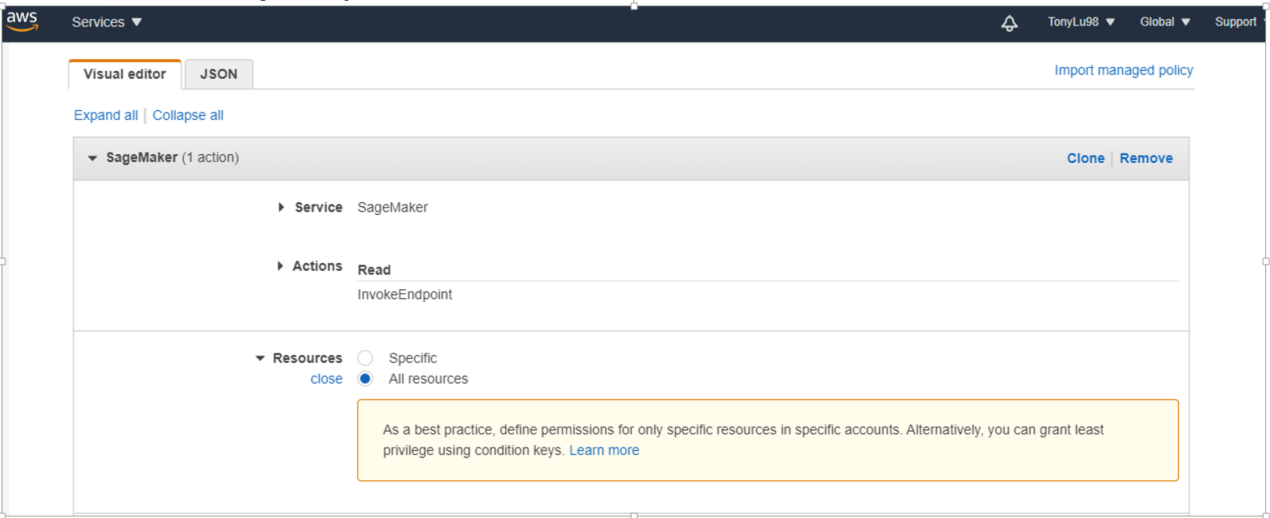 aws Services ▼ TonyLu98 ▼ Global ▼ Support
Visual editor JSON Import managed policy
Expand all | Collapse all
SageMaker (1 action) Clone | Remove
Service SageMaker
Actions Read
InvokeEndpoint
Resources Specific
close All resources
As a best practice, define permissions for only specific resources in specific accounts. Alternatively, you can grant least
privilege using condition keys. Learn more